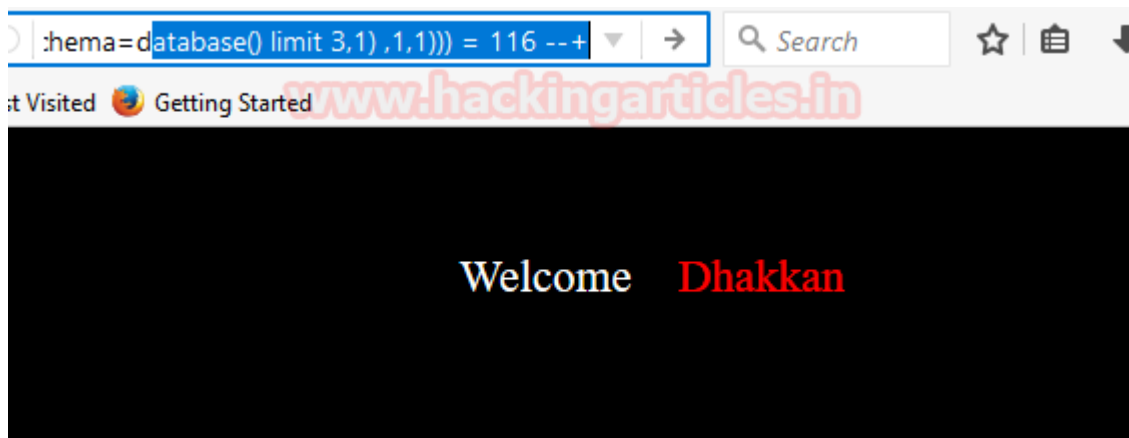 :hema=database() limit 3,1) ,1,1))) = 116 --+ Search
st Visited Getting Started
www.hackingarticles.in
Welcome Dhakkan